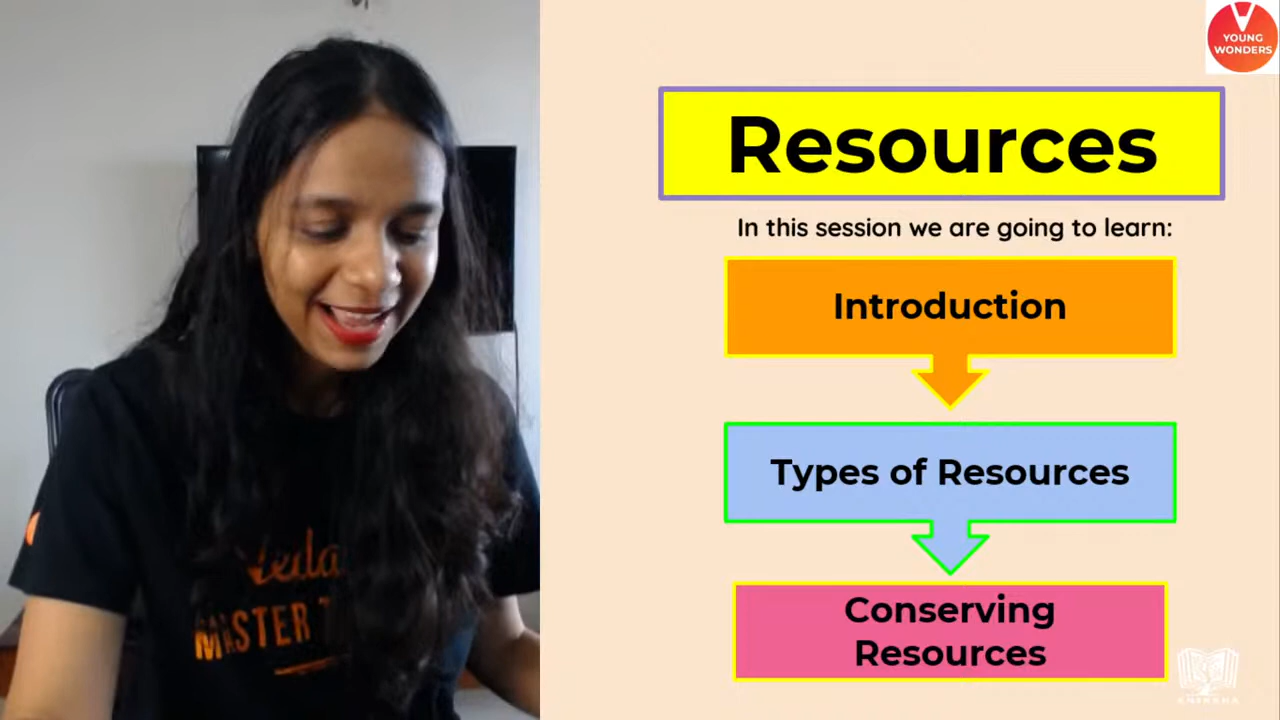 YOUNG
WONDERS
Resources
In this session we are going to learn:
Introduction
Types of Resources
Conserving
Resources
MASTER